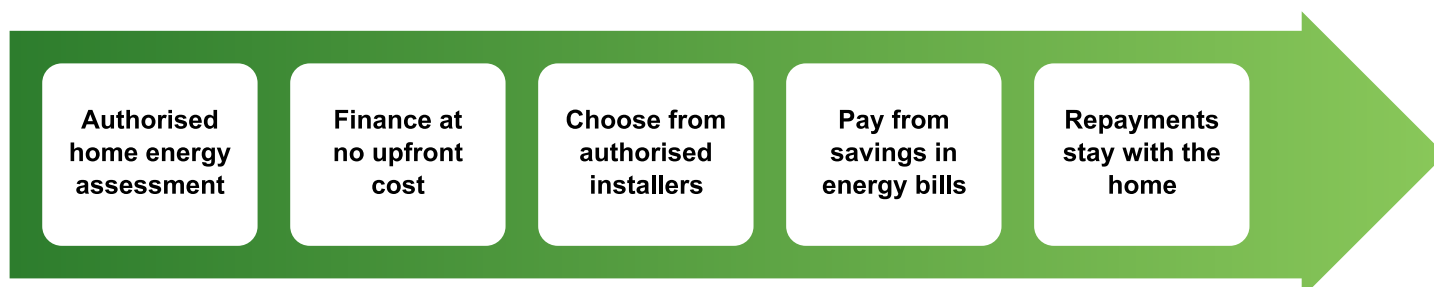 Authorised
home energy
assessment
Finance at
no upfront
cost
Choose from
authorised
installers
Pay from
savings in
energy bills
Repayments
stay with the
home